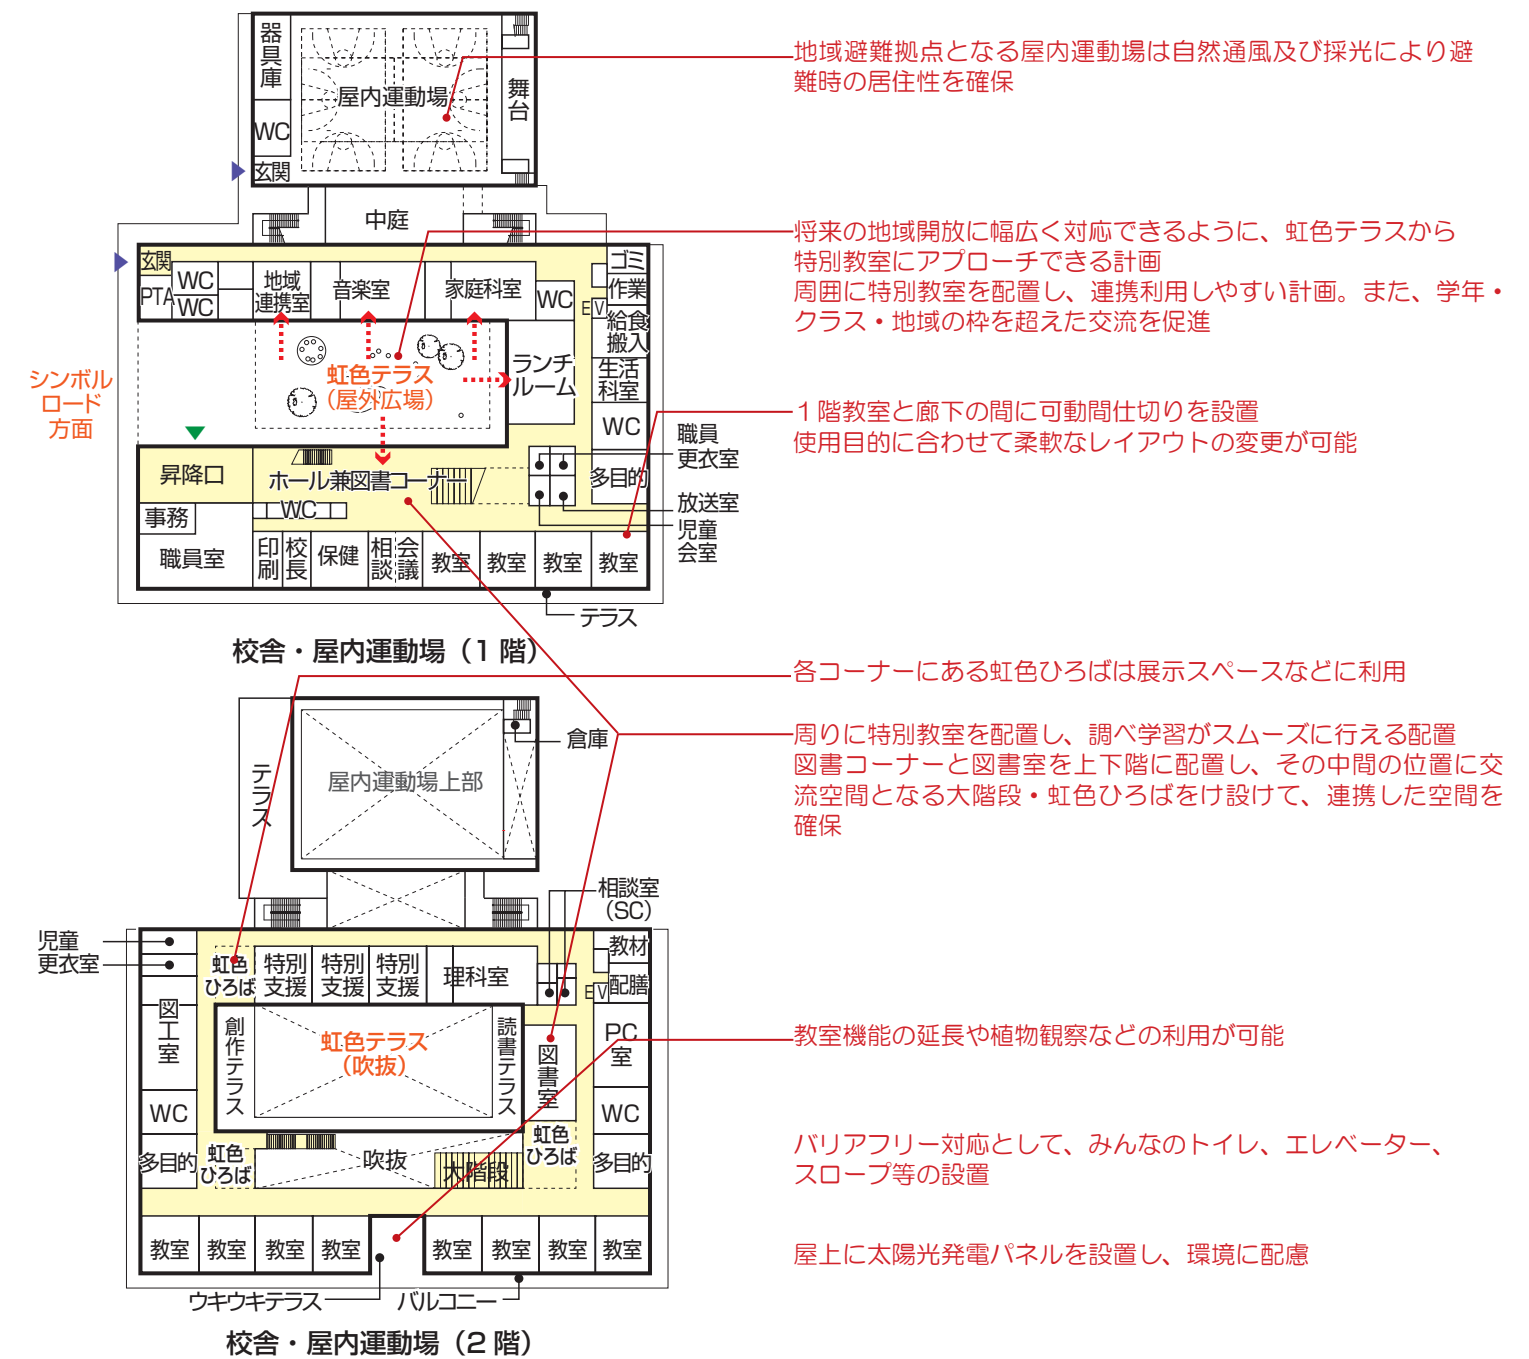 器具庫
屋内運動場
舞台
WC
玄関
地域避難拠点となる屋内運動場は自然通風及び採光により避
難時の居住性を確保
中庭
将来の地域開放に幅広く対応できるように、虹色テラスから
特別教室にアプローチできる計画
周囲に特別教室を配置し、連携利用しやすい計画。また、学年・
クラス・地域の枠を超えた交流を促進
玄関
PTA
WC
WC
地域
連携室
音楽室
家庭科室
WC
ゴミ
作業
EV
給食
搬入
生活
科室
WC
多目的
ランチ
ルーム
虹色テラス
（屋外広場）
シンボル
ロード
方面
１階教室と廊下の間に可動間仕切りを設置
使用目的に合わせて柔軟なレイアウトの変更が可能
職員
更衣室
放送室
児童
会室
昇降口
ホール兼図書コーナー
WC
事務
職員室
印刷
校長
保健
相談
会議
教室
教室
教室
教室
テラス
校舎・屋内運動場（1 階）
各コーナーにある虹色ひろばは展示スペースなどに利用
周りに特別教室を配置し、調べ学習がスムーズに行える配置
図書コーナーと図書室を上下階に配置し、その中間の位置に交
流空間となる大階段・虹色ひろばをけ設けて、連携した空間を
確保
倉庫
テラス
屋内運動場上部
相談室
（SC）
児童
更衣室
虹色
ひろば
特別
支援
特別
支援
特別
支援
理科室
教材
EV
配膳
図工室
創作テラス
虹色テラス
（吹抜）
読書テラス
図書室
PC
室
教室機能の延長や植物観察などの利用が可能
WC
WC
多目的
虹色
ひろば
吹抜
大階段
虹色
ひろば
多目的
バリアフリー対応として、みんなのトイレ、エレベーター、
スロープ等の設置
教室
教室
教室
教室
教室
教室
教室
教室
屋上に太陽光発電パネルを設置し、環境に配慮
ウキウキテラス
バルコニー
校舎・屋内運動場（2 階）